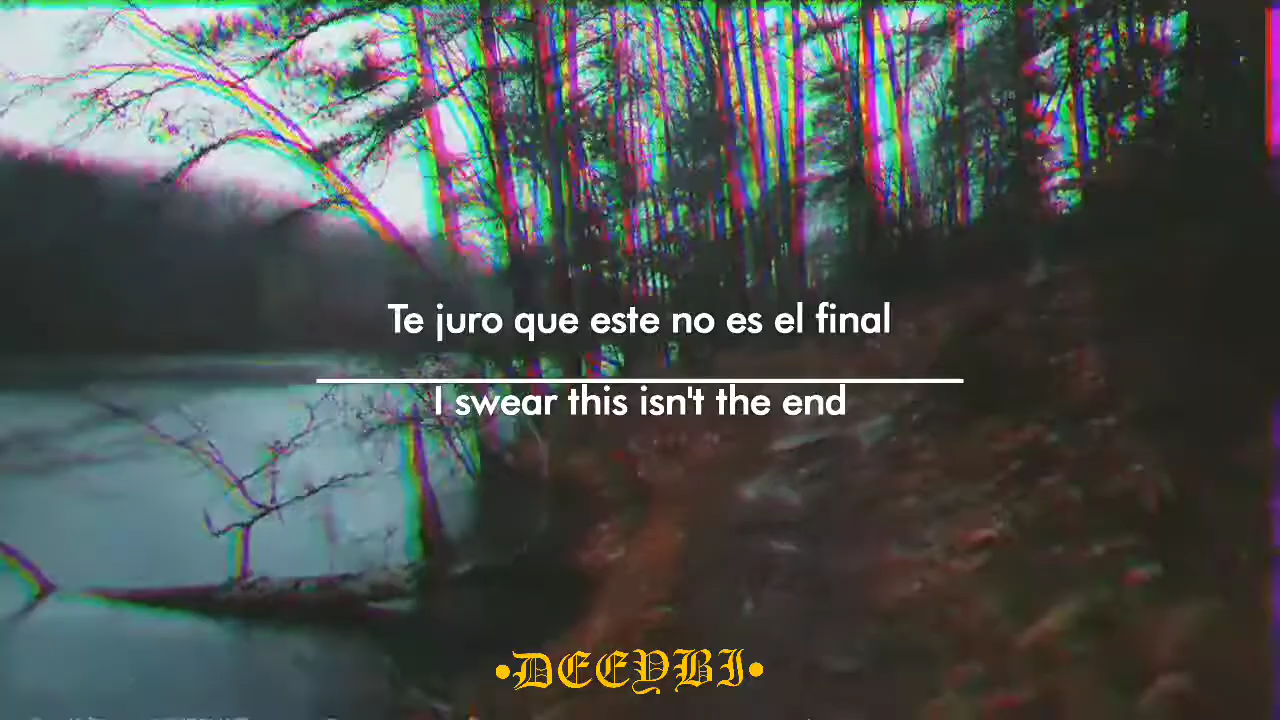 Te juro que este no es el final
I swear this isn't the end
•DEEYBI•